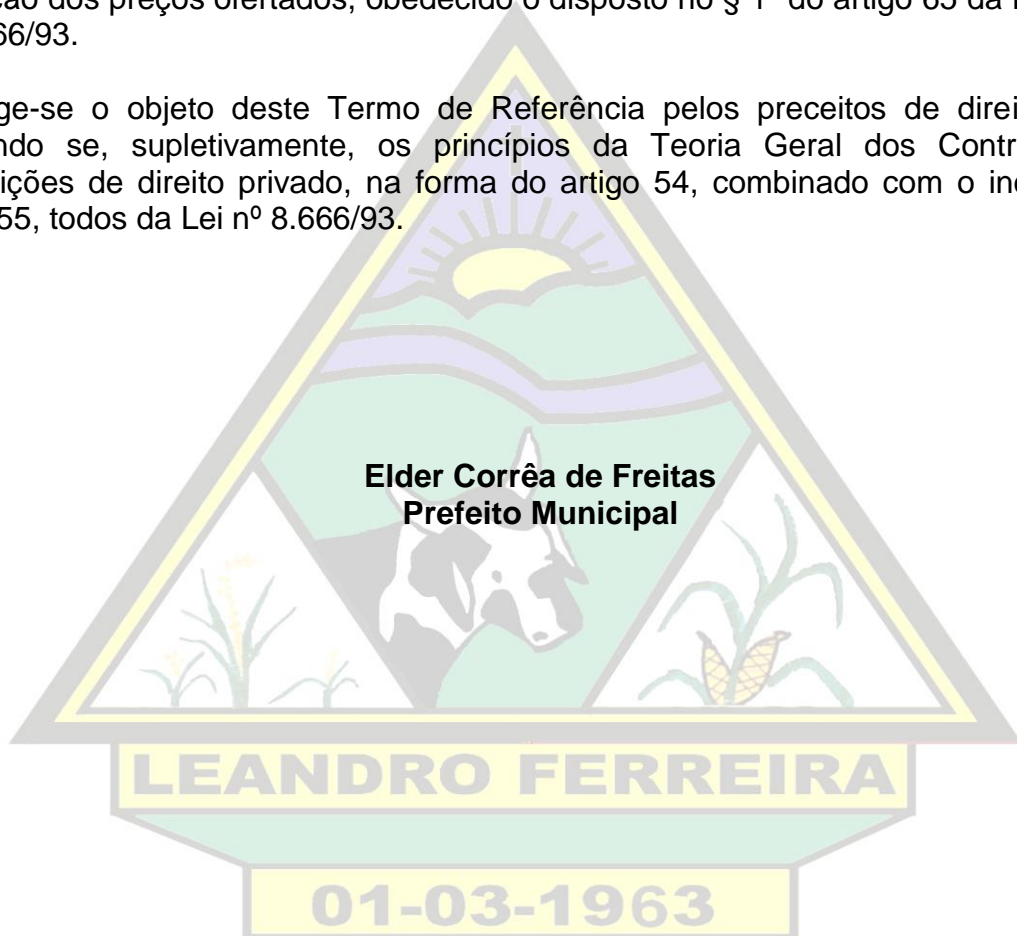 ção dos preços ofertados, obedecido o disposto no § 1º do artigo 65 da
66/93.
ge-se o objeto deste Termo de Referência pelos preceitos de direi
ndo se, supletivamente, os princípios da Teoria Geral dos Contr
ições de direito privado, na forma do artigo 54, combinado com o in
55, todos da Lei nº 8.666/93.
Elder Corrêa de Freitas
Prefeito Municipal
LEANDRO FERREIRA
01-03-1963